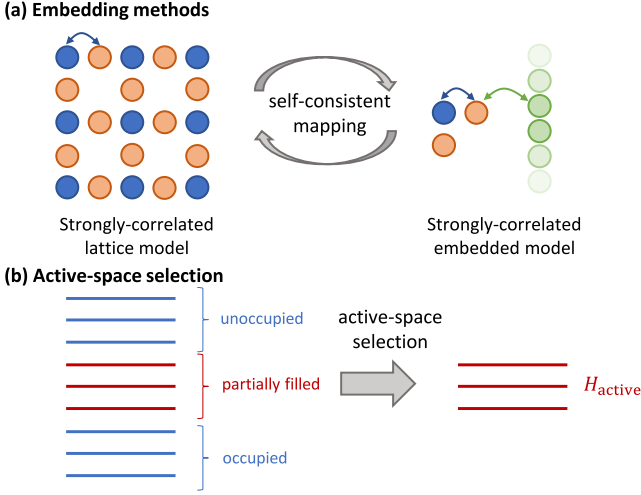 (a) Embedding methods
self-consistent
mapping
Strongly-correlated
lattice model
Strongly-correlated
embedded model
(b) Active-space selection
unoccupied
partially filled
occupied
active-space
selection
H_active